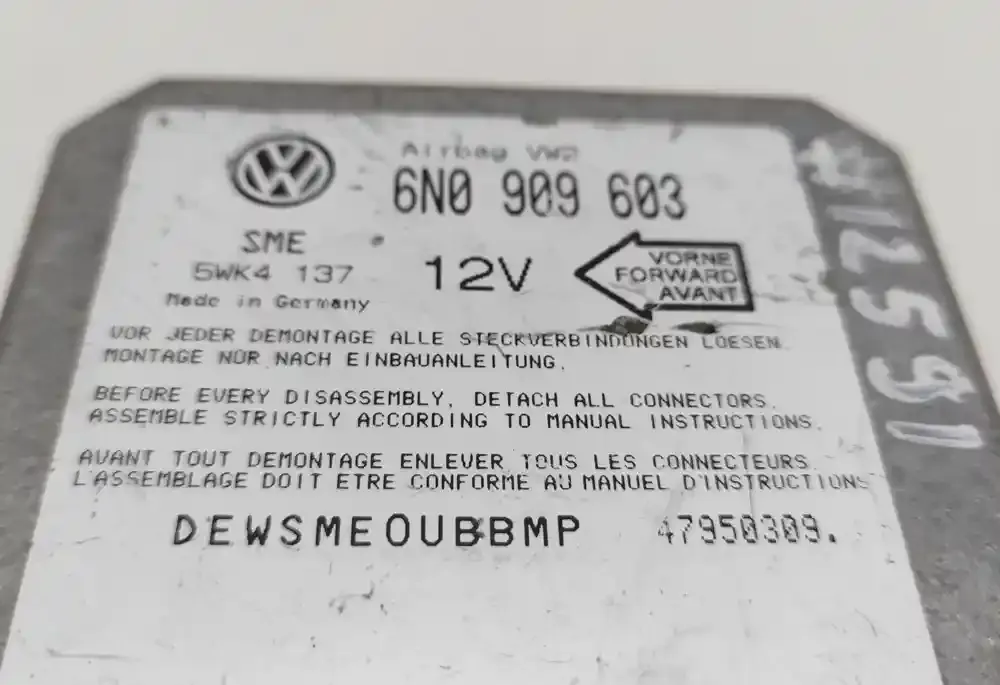 Airbag VW2
6N0 909 603
SME
5WK4 137
12V
VORNE
FORWARD
AVANT
Made in Germany
VOR JEDER DEMONTAGE ALLE STECKVERBINDUNGEN LOESEN.
MONTAGE NUR NACH EINBAUANLEITUNG.
BEFORE EVERY DISASSEMBLY, DETACH ALL CONNECTORS.
ASSEMBLE STRICTLY ACCORDING TO MANUAL INSTRUCTIONS.
AVANT TOUT DEMONTAGE ENLEVER TOUS LES CONNECTEURS.
L'ASSEMBLAGE DOIT ETRE CONFORME AU MANUEL D'INSTRUCTIONS
DEWSMEOUBBMP 47950309.